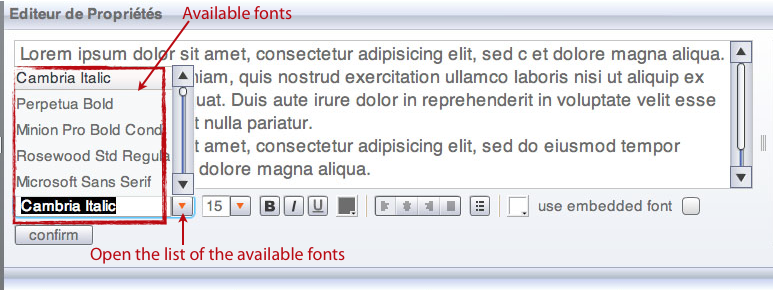 Editeur de Propriétés Available fonts
Lorem ipsum dolor sit amet, consectetur adipisicing elit, sed c et dolore magna aliqua.
Cambria Italic niam, quis nostrud exercitation ullamco laboris nisi ut aliquip ex
Perpetua Bold uat. Duis aute irure dolor in reprehenderit in voluptate velit esse
Minion Pro Bold Cond t nulla pariatur.
Rosewood Std Regula t amet, consectetur adipisicing elit, sed do eiusmod tempor
Microsoft Sans Serif dolore magna aliqua.
Cambria Italic 15 B I U use embedded font
confirm
Open the list of the available fonts